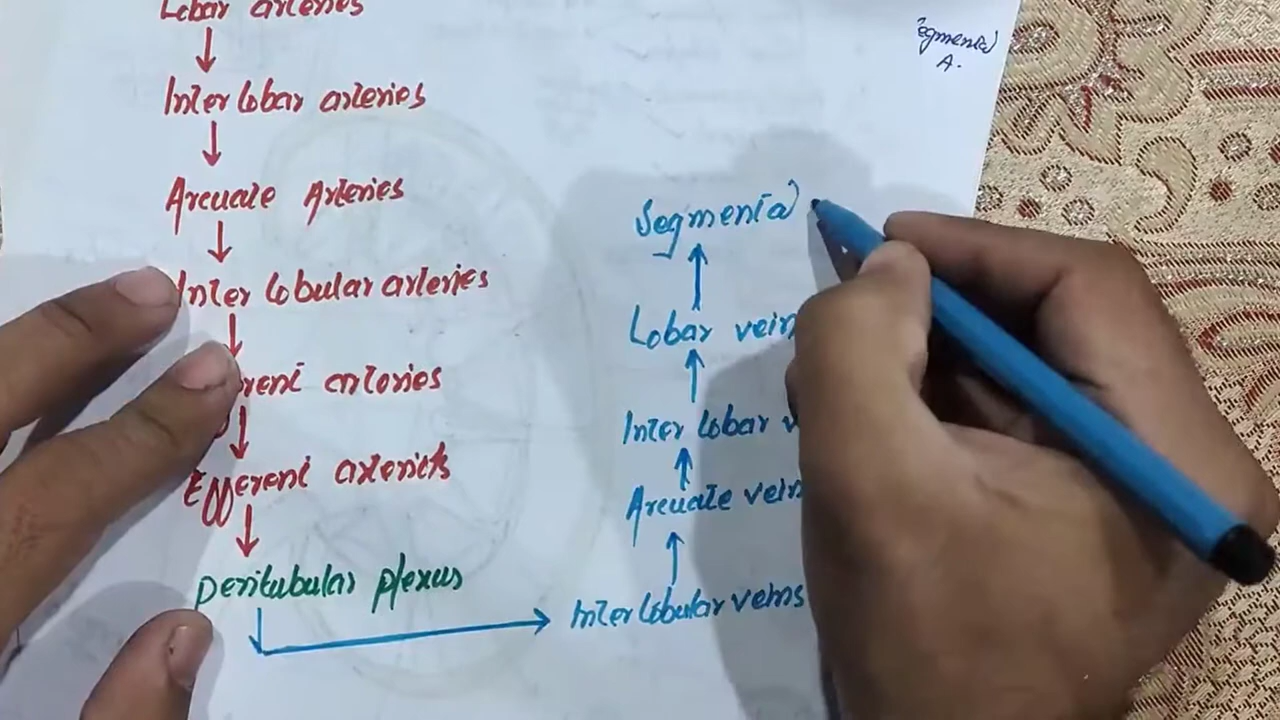 Lobar arteries
Inter lobar arteries
Arcuate Arteries
Inter lobular arteries
arteries
Efferent
Peritubular plexus
Segmental
A.
Segmental
Lobar vein
Inter lobar v
Arcuate vein
Inter lobular veins